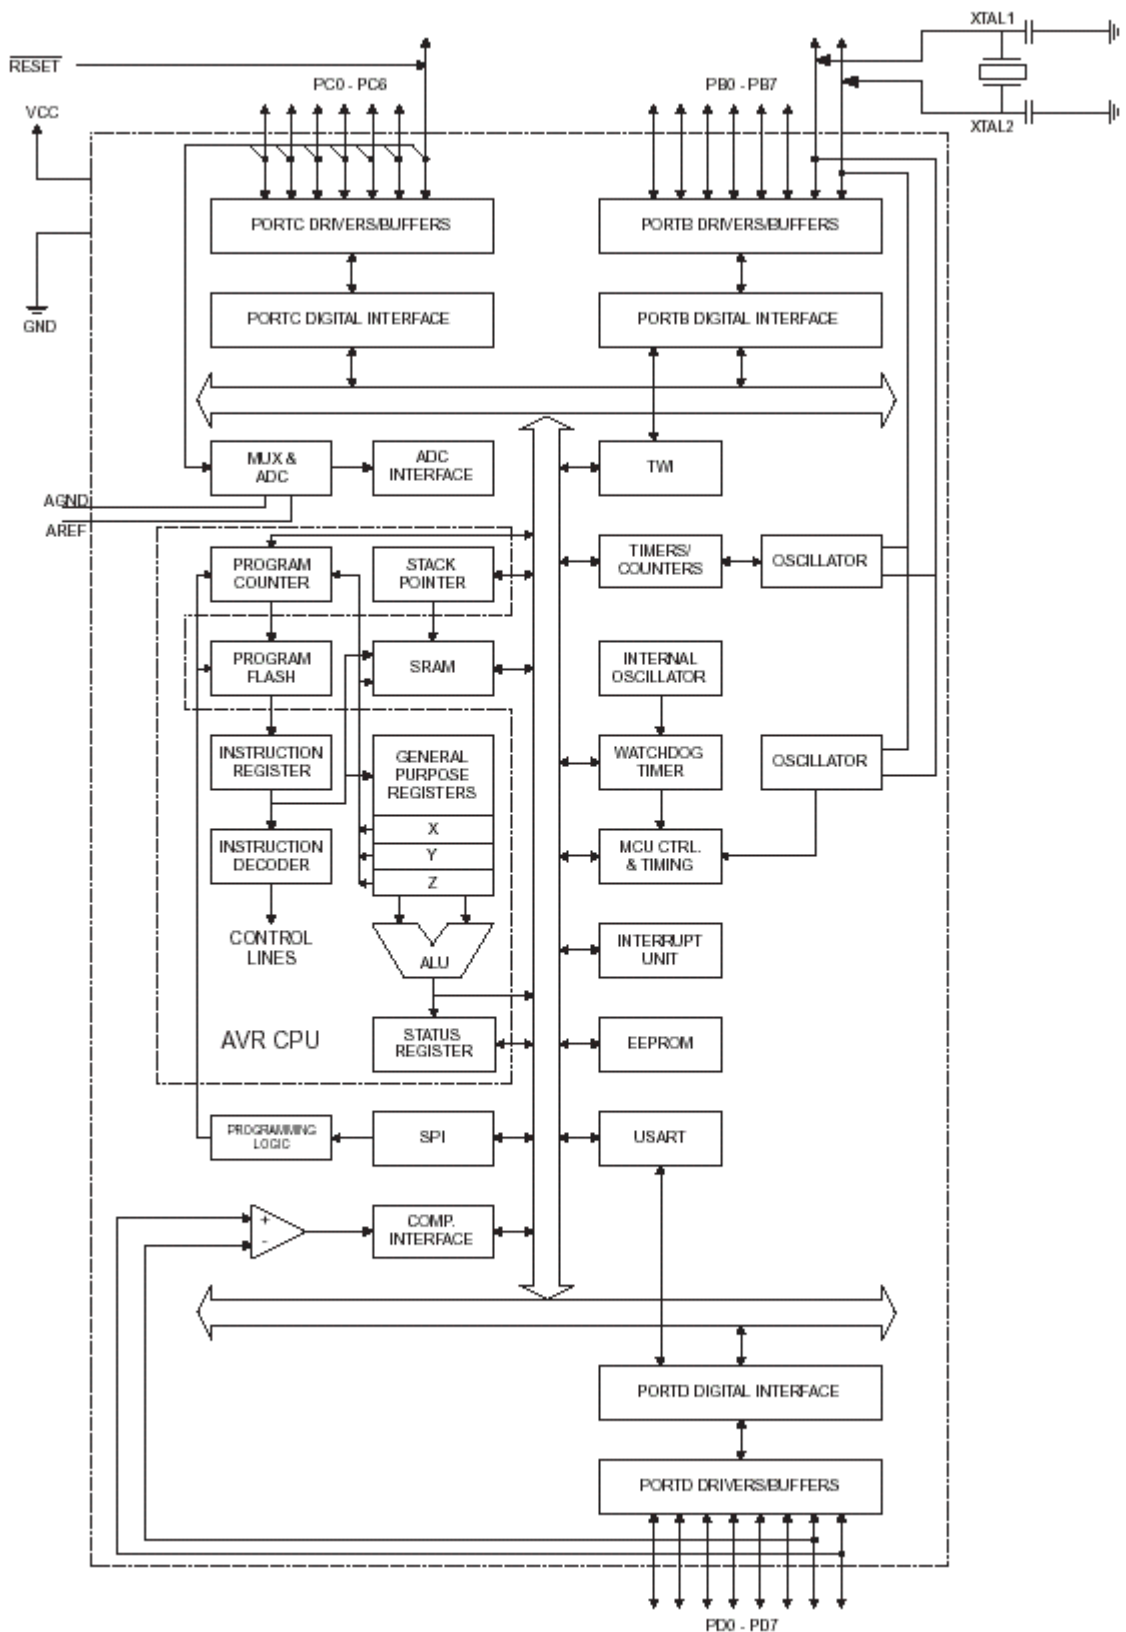 XTAL1
RESET
PC0 - PC6
PB0 - PB7
VCC
XTAL2
PORTC DRIVERS/BUFFERS
PORTB DRIVERS/BUFFERS
PORTC DIGITAL INTERFACE
PORTB DIGITAL INTERFACE
GND
MUX &
ADC
ADC
INTERFACE
TWI
AGND
AREF
PROGRAM
COUNTER
STACK
POINTER
TIMERS/
COUNTERS
OSCILLATOR
PROGRAM
FLASH
SRAM
INTERNAL
OSCILLATOR
INSTRUCTION
REGISTER
GENERAL
PURPOSE
REGISTERS
WATCHDOG
TIMER
OSCILLATOR
X
INSTRUCTION
DECODER
Y
MCU CTRL.
& TIMING
Z
CONTROL
LINES
ALU
INTERRUPT
UNIT
AVR CPU
STATUS
REGISTER
EEPROM
PROGRAMMING
LOGIC
SPI
USART
+
-
COMP.
INTERFACE
PORTD DIGITAL INTERFACE
PORTD DRIVERS/BUFFERS
PD0 - PD7